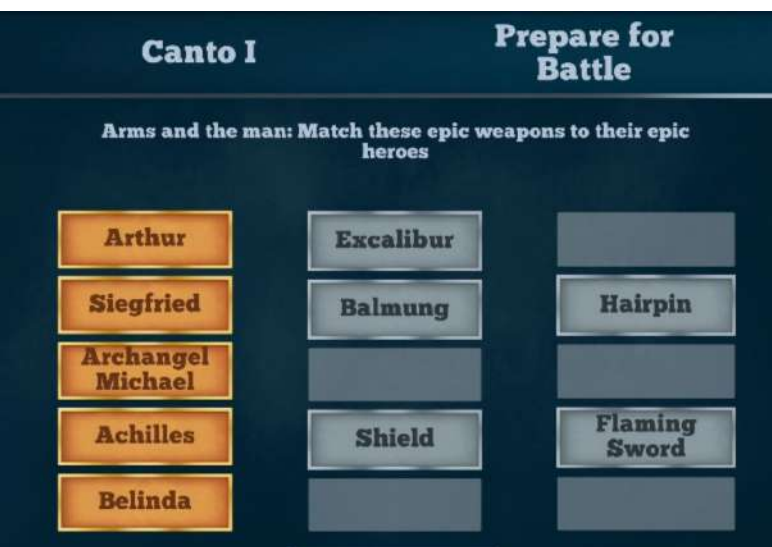 Canto I
Prepare for
Battle
Arms and the man: Match these epic weapons to their epic
heroes
Arthur
Excalibur
Siegfried
Balmung
Hairpin
Archangel
Michael
Achilles
Shield
Flaming
Sword
Belinda